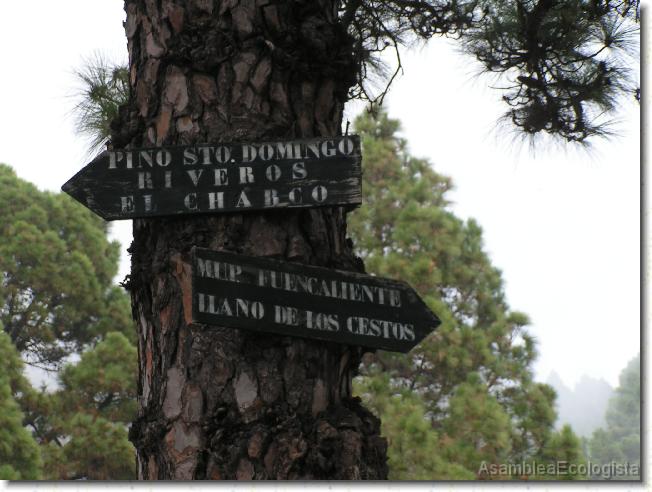 PINO STO. DOMINGO
RIVEROS
EL CHARCO
MUP FUENCALIENTE
LLANO DE LOS CESTOS
AsambleaEcologista